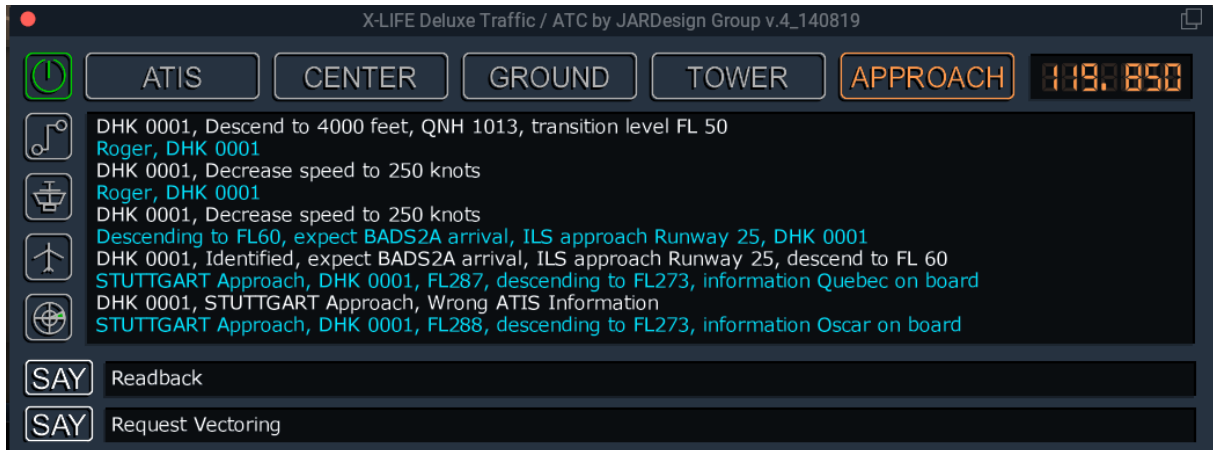 X-LIFE Deluxe Traffic / ATC by JARDesign Group v.4_140819
ATIS CENTER GROUND TOWER APPROACH 119.850
DHK 0001, Descend to 4000 feet, QNH 1013, transition level FL 50
Roger, DHK 0001
DHK 0001, Decrease speed to 250 knots
Roger, DHK 0001
DHK 0001, Decrease speed to 250 knots
Descending to FL60, expect BADS2A arrival, ILS approach Runway 25, DHK 0001
DHK 0001, Identified, expect BADS2A arrival, ILS approach Runway 25, descend to FL 60
STUTTGART Approach, DHK 0001, FL287, descending to FL273, information Quebec on board
DHK 0001, STUTTGART Approach, Wrong ATIS Information
STUTTGART Approach, DHK 0001, FL288, descending to FL273, information Oscar on board
SAY Readback
SAY Request Vectoring